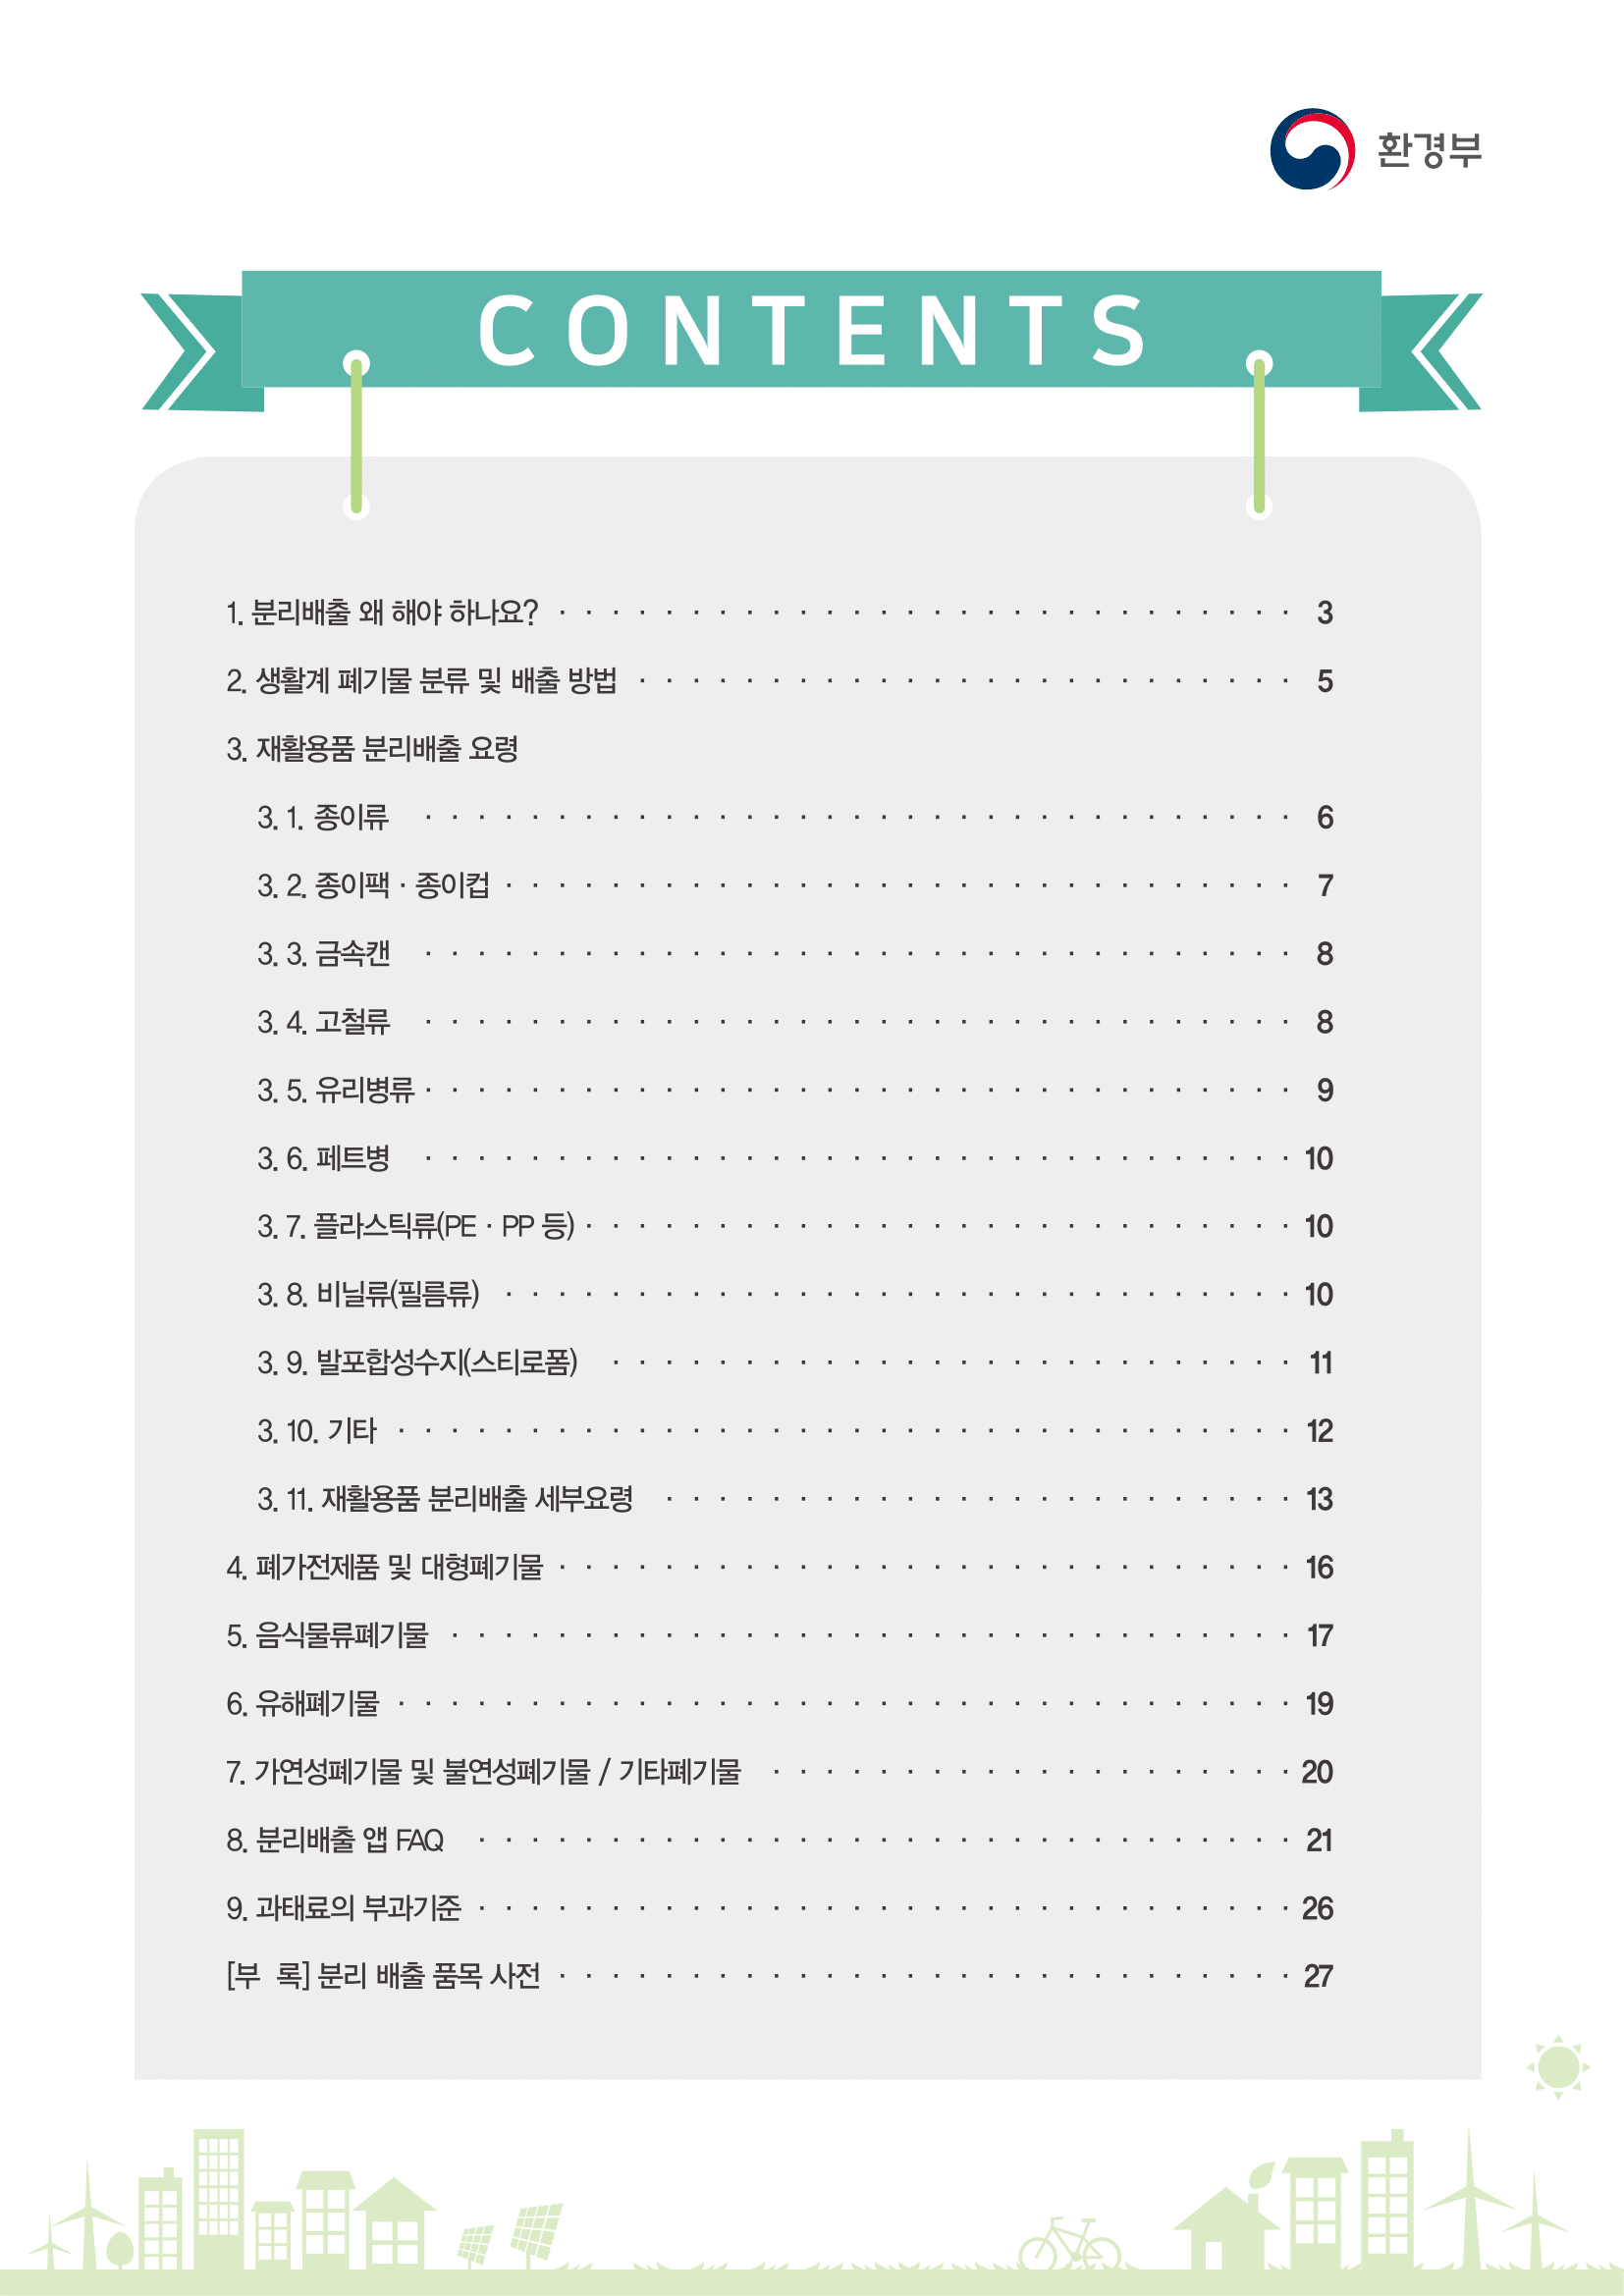 환경부
CONTENTS
1. 분리배출 왜 해야 하나요? · · · · · · · · · · · · · · · · · · · · · · · · · · · · 3
2. 생활계 폐기물 분류 및 배출 방법 · · · · · · · · · · · · · · · · · · · · · · · · · 5
3. 재활용품 분리배출 요령
3. 1. 종이류 · · · · · · · · · · · · · · · · · · · · · · · · · · · · · · · · · 6
3. 2. 종이팩 · 종이컵 · · · · · · · · · · · · · · · · · · · · · · · · · · · · · · 7
3. 3. 금속캔 · · · · · · · · · · · · · · · · · · · · · · · · · · · · · · · · · 8
3. 4. 고철류 · · · · · · · · · · · · · · · · · · · · · · · · · · · · · · · · · 8
3. 5. 유리병류 · · · · · · · · · · · · · · · · · · · · · · · · · · · · · · · · · 9
3. 6. 페트병 · · · · · · · · · · · · · · · · · · · · · · · · · · · · · · · · · 10
3. 7. 플라스틱류(PE · PP 등) · · · · · · · · · · · · · · · · · · · · · · · · · · · 10
3. 8. 비닐류(필름류) · · · · · · · · · · · · · · · · · · · · · · · · · · · · · · 10
3. 9. 발포합성수지(스티로폼) · · · · · · · · · · · · · · · · · · · · · · · · · · 11
3. 10. 기타 · · · · · · · · · · · · · · · · · · · · · · · · · · · · · · · · · · 12
3. 11. 재활용품 분리배출 세부요령 · · · · · · · · · · · · · · · · · · · · · · · · 13
4. 폐가전제품 및 대형폐기물 · · · · · · · · · · · · · · · · · · · · · · · · · · · · 16
5. 음식물류폐기물 · · · · · · · · · · · · · · · · · · · · · · · · · · · · · · · · 17
6. 유해폐기물 · · · · · · · · · · · · · · · · · · · · · · · · · · · · · · · · · · 19
7. 가연성폐기물 및 불연성폐기물 / 기타폐기물 · · · · · · · · · · · · · · · · · · · · 20
8. 분리배출 앱 FAQ · · · · · · · · · · · · · · · · · · · · · · · · · · · · · · · 21
9. 과태료의 부과기준 · · · · · · · · · · · · · · · · · · · · · · · · · · · · · · · 26
[부 록] 분리 배출 품목 사전 · · · · · · · · · · · · · · · · · · · · · · · · · · · · 27